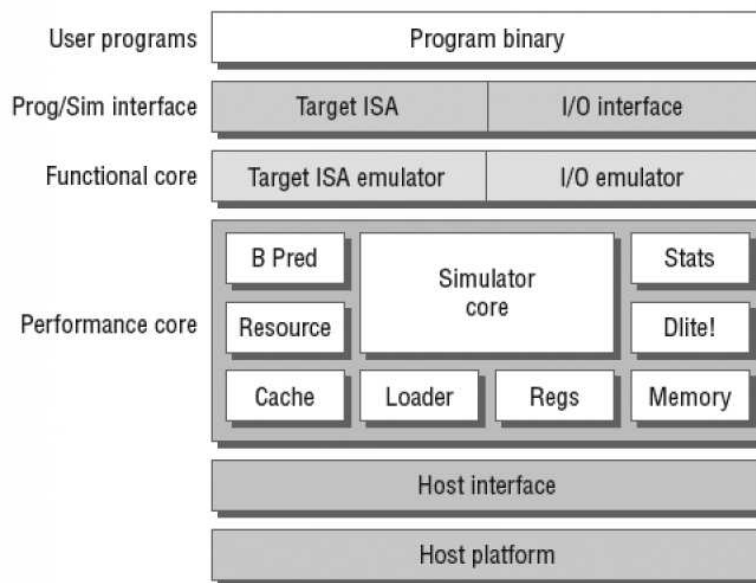 User programs
Program binary
Prog/Sim interface
Target ISA
I/O interface
Functional core
Target ISA emulator
I/O emulator
Performance core
B Pred
Simulator
core
Stats
Resource
Dlite!
Cache
Loader
Regs
Memory
Host interface
Host platform